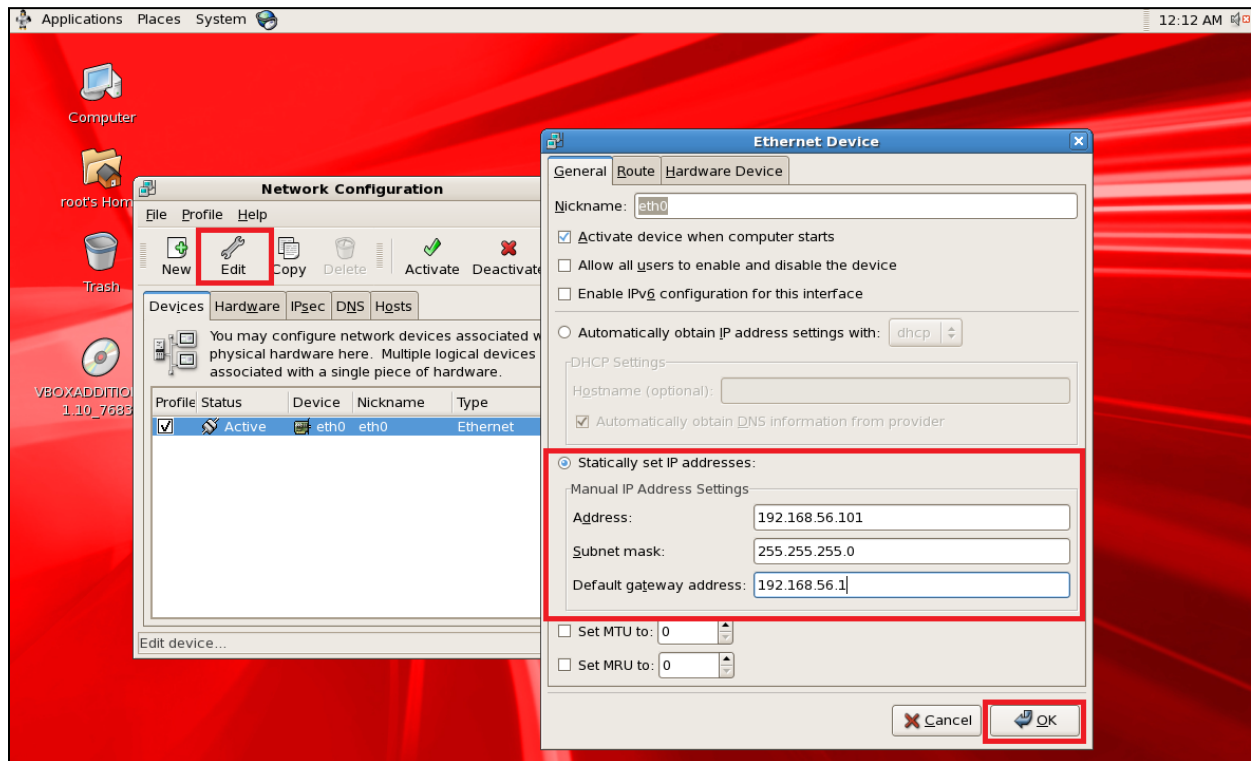 Applications Places System
12:12 AM
Computer
root's Hom
Trash
VBOXADDITIO
1.10_7683
Network Configuration
File Profile Help
New Edit Copy Delete Activate Deactivate
Devices Hardware IPsec DNS Hosts
You may configure network devices associated w
physical hardware here. Multiple logical devices
associated with a single piece of hardware.
Profile Status Device Nickname Type
Active eth0 eth0 Ethernet
Edit device...
Ethernet Device
General Route Hardware Device
Nickname: eth0
Activate device when computer starts
Allow all users to enable and disable the device
Enable IPv6 configuration for this interface
Automatically obtain IP address settings with: dhcp
DHCP Settings
Hostname (optional):
Automatically obtain DNS information from provider
Statically set IP addresses:
Manual IP Address Settings
Address: 192.168.56.101
Subnet mask: 255.255.255.0
Default gateway address: 192.168.56.1
Set MTU to: 0
Set MRU to: 0
Cancel OK